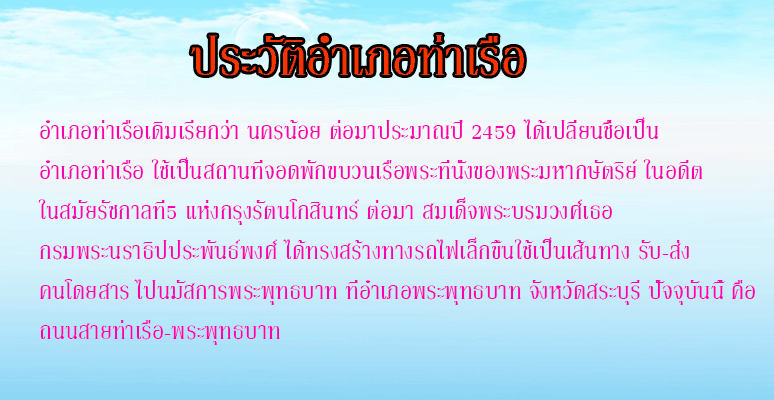 ประวัติอำเภอท่าเรือ
อำเภอท่าเรือเดิมเรียกว่า นครน้อย ต่อมาประมาณปี 2459 ได้เปลี่ยนชื่อเป็น
อำเภอท่าเรือ ใช้เป็นสถานที่จอดพักขบวนเรือพระที่นั่งของพระมหากษัตริย์ ในอดีต
ในสมัยรัชกาลที่5 แห่งกรุงรัตนโกสินทร์ ต่อมา สมเด็จพระบรมวงศ์เธอ
กรมพระนราธิปประพันธ์พงศ์ ได้ทรงสร้างทางรถไฟเล็กขึ้นใช้เป็นเส้นทาง รับ-ส่ง
คนโดยสาร ไปนมัสการพระพุทธบาท ที่อำเภอพระพุทธบาท จังหวัดสระบุรี ปัจจุบันนี้ คือ
ถนนสายท่าเรือ-พระพุทธบาท